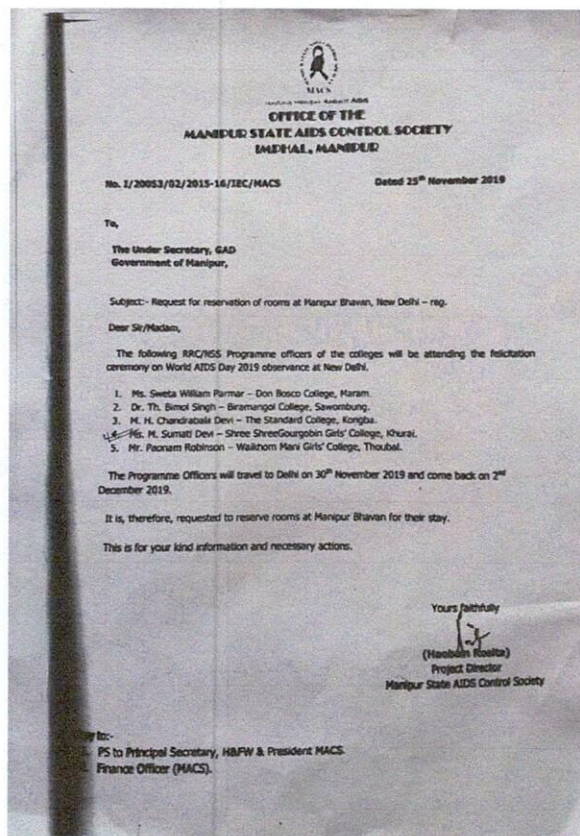 MACS
OFFICE OF THE
MANIPUR STATE AIDS CONTROL SOCIETY
IMPHAL, MANIPUR
No. I/20053/02/2015-16/IEC/MACS Dated 25th November 2019
To,
The Under Secretary, GAD
Government of Manipur,
Subject:- Request for reservation of rooms at Manipur Bhavan, New Delhi – reg.
Dear Sir/Madam,
The following RRC/NSS Programme officers of the colleges will be attending the felicitation
ceremony on World AIDS Day 2019 observance at New Delhi.
1. Ms. Sweta William Parmar – Don Bosco College, Maram.
2. Dr. Th. Bimol Singh – Biramangol College, Sawombung.
3. M. H. Chandrabala Devi – The Standard College, Kongba.
Ms. M. Sumati Devi – Shree ShreeGourgobin Girls' College, Khurai.
5. Mr. Paonam Robinson – Waikhom Mani Girls' College, Thoubal.
The Programme Officers will travel to Delhi on 30th November 2019 and come back on 2nd
December 2019.
It is, therefore, requested to reserve rooms at Manipur Bhavan for their stay.
This is for your kind information and necessary actions.
Yours faithfully
(Haobam Rosita)
Project Director
Manipur State AIDS Control Society
to:-
PS to Principal Secretary, H&FW & President MACS.
Finance Officer (MACS).